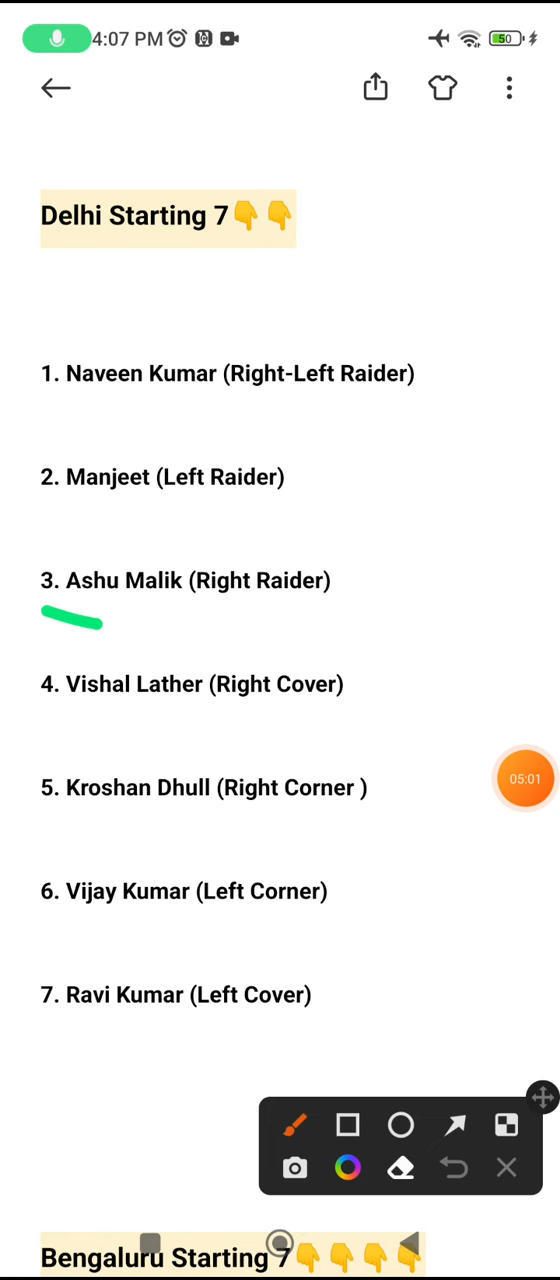 4:07 PM
50
Delhi Starting 7👇👇
1. Naveen Kumar (Right-Left Raider)
2. Manjeet (Left Raider)
3. Ashu Malik (Right Raider)
4. Vishal Lather (Right Cover)
5. Kroshan Dhull (Right Corner )
05:01
6. Vijay Kumar (Left Corner)
7. Ravi Kumar (Left Cover)
Bengaluru Starting 7👇👇👇👇